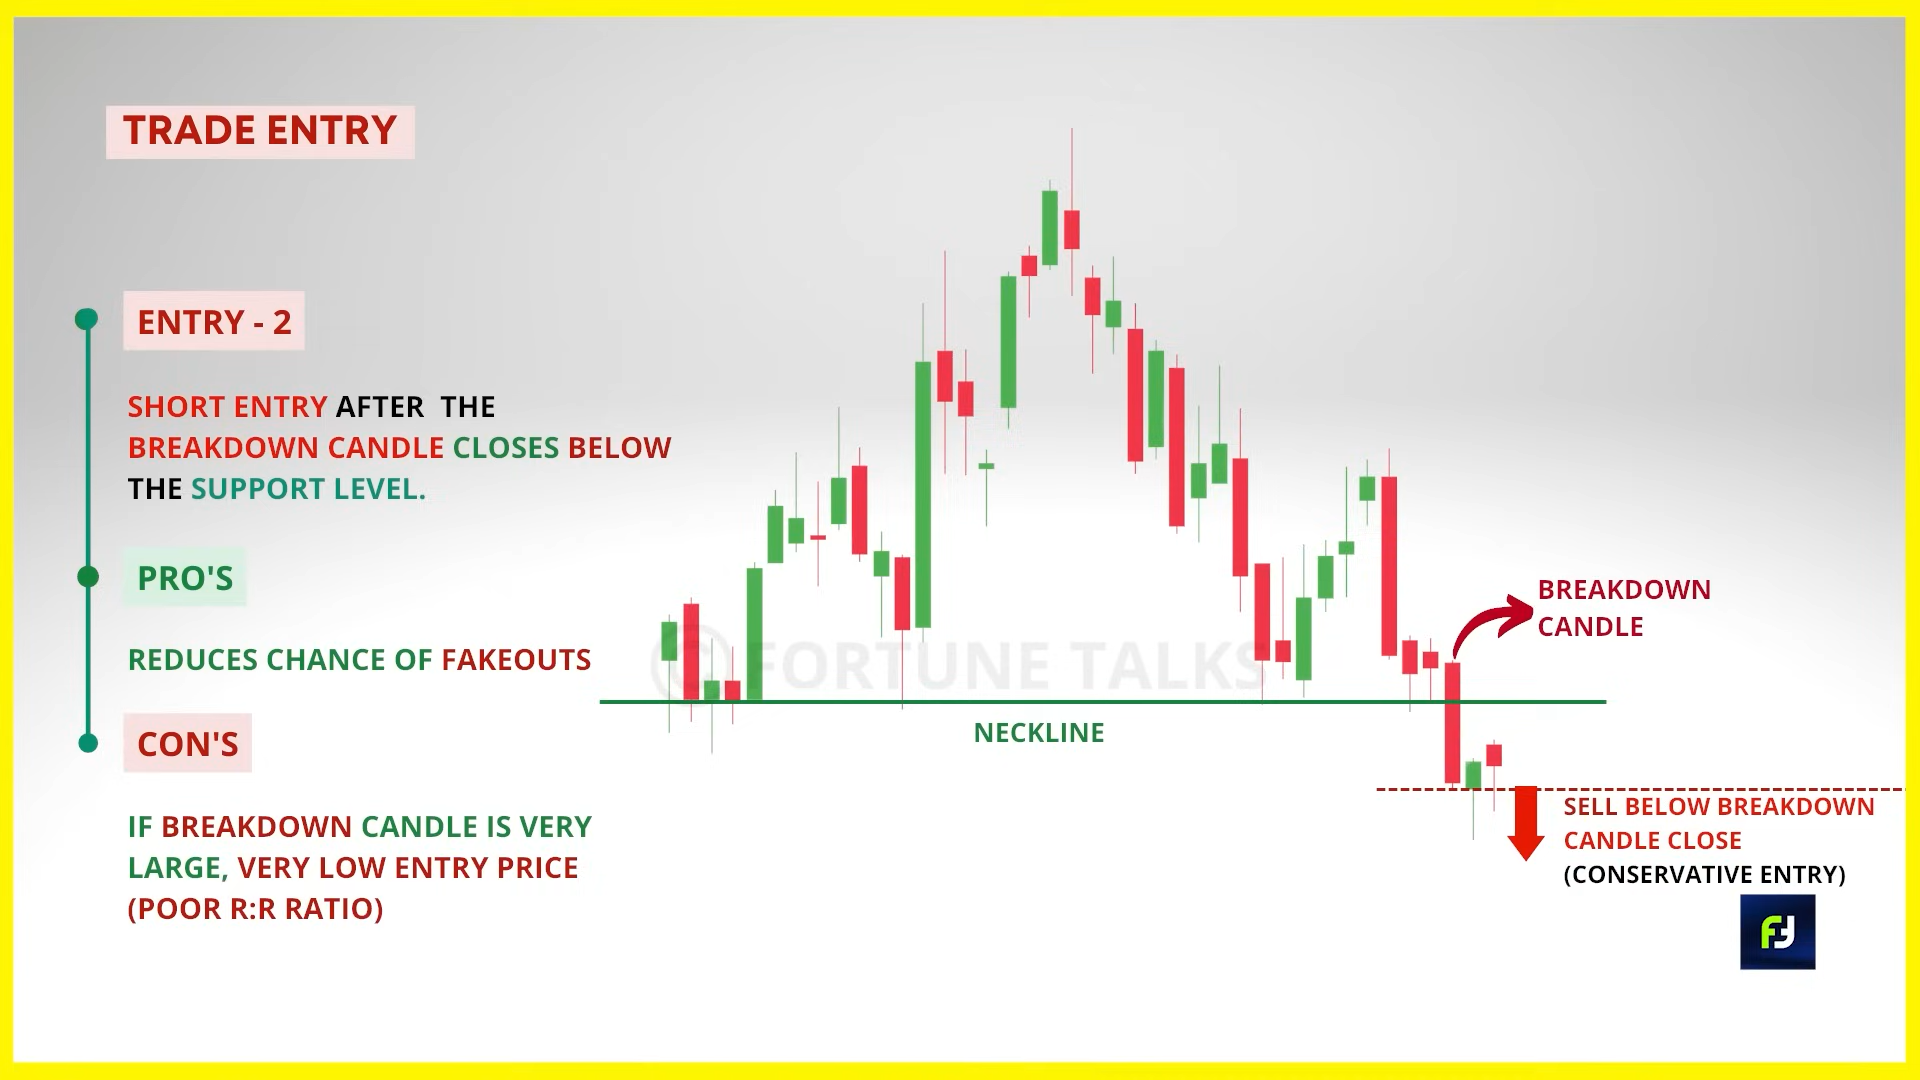 TRADE ENTRY
ENTRY - 2
SHORT ENTRY AFTER THE
BREAKDOWN CANDLE CLOSES BELOW
THE SUPPORT LEVEL.
PRO'S
REDUCES CHANCE OF FAKEOUTS
CON'S
IF BREAKDOWN CANDLE IS VERY
LARGE, VERY LOW ENTRY PRICE
(POOR R:R RATIO)
© FORTUNE TALKS
NECKLINE
BREAKDOWN
CANDLE
SELL BELOW BREAKDOWN
CANDLE CLOSE
(CONSERVATIVE ENTRY)